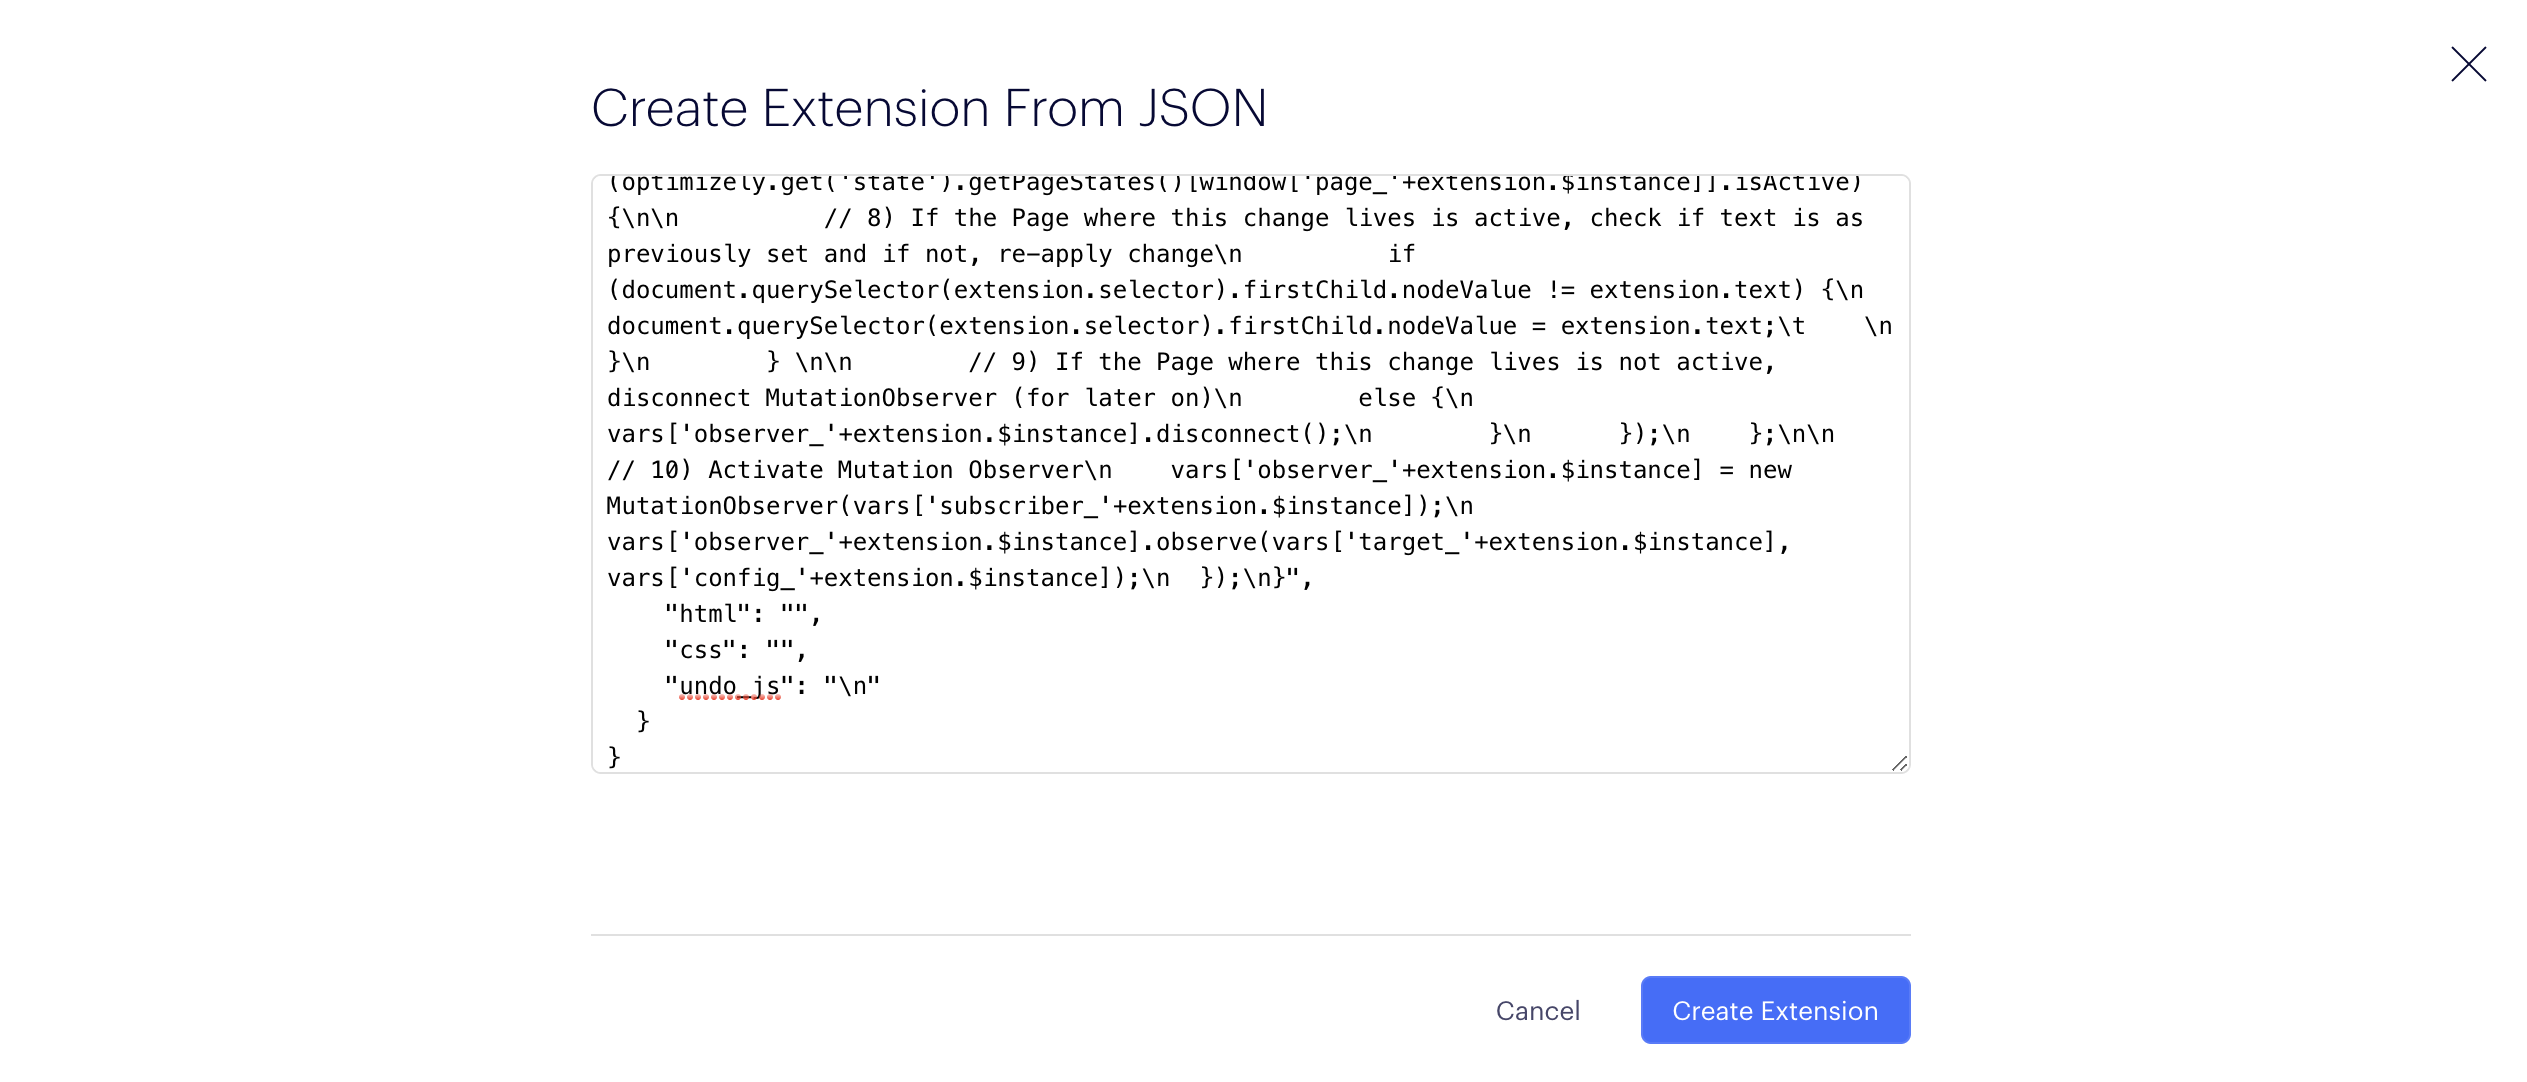 Create Extension From JSON
(optimizely.get('state').getPageStates()[window['page_'+extension.$instance]].isActive)
{\n\n          // 8) If the Page where this change lives is active, check if text is as
previously set and if not, re-apply change\n          if
(document.querySelector(extension.selector).firstChild.nodeValue != extension.text) {\n
document.querySelector(extension.selector).firstChild.nodeValue = extension.text;\t    \n
}\n        } \n\n        // 9) If the Page where this change lives is not active,
disconnect MutationObserver (for later on)\n        else {\n
vars['observer_'+extension.$instance].disconnect();\n        }\n      });\n    };\n\n
// 10) Activate Mutation Observer\n    vars['observer_'+extension.$instance] = new
MutationObserver(vars['subscriber_'+extension.$instance]);\n
vars['observer_'+extension.$instance].observe(vars['target_'+extension.$instance],
vars['config_'+extension.$instance]);\n  });\n}",
    "html": "",
    "css": "",
    "undo_js": "\n"
  }
}
Cancel
Create Extension